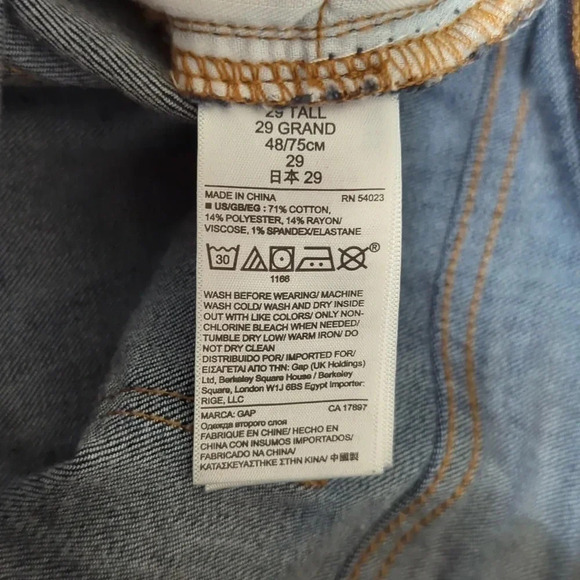 29 TALL
29 GRAND
48/75CM
29
日本 29
MADE IN CHINA RN 54023
■ US/GB/EG : 71% COTTON,
14% POLYESTER, 14% RAYON/
VISCOSE, 1% SPANDEX/ELASTANE
30
®
1166
WASH BEFORE WEARING/ MACHINE
WASH COLD/ WASH AND DRY INSIDE
OUT WITH LIKE COLORS/ ONLY NON-
CHLORINE BLEACH WHEN NEEDED/
TUMBLE DRY LOW/ WARM IRON/ DO
NOT DRY CLEAN
DISTRIBUIDO POR/ IMPORTED FOR/
ΕΙΣΑΓΕΤΑΙ ΑΠΟ ΤΗΝ: Gap (UK Holdings)
Ltd, Berkeley Square House / Berkeley
Square, London W1J 6BS Egypt Importer:
RIGE, LLC
MARCA: GAP CA 17897
Одежда второго слоя
FABRIQUE EN CHINE/ HECHO EN
CHINA CON INSUMOS IMPORTADOS/
FABRICADO NA CHINA/
ΚΑΤΑΣΚΕΥΑΣΤΗΚΕ ΣΤΗΝ ΚΙΝΑ/ 中國製